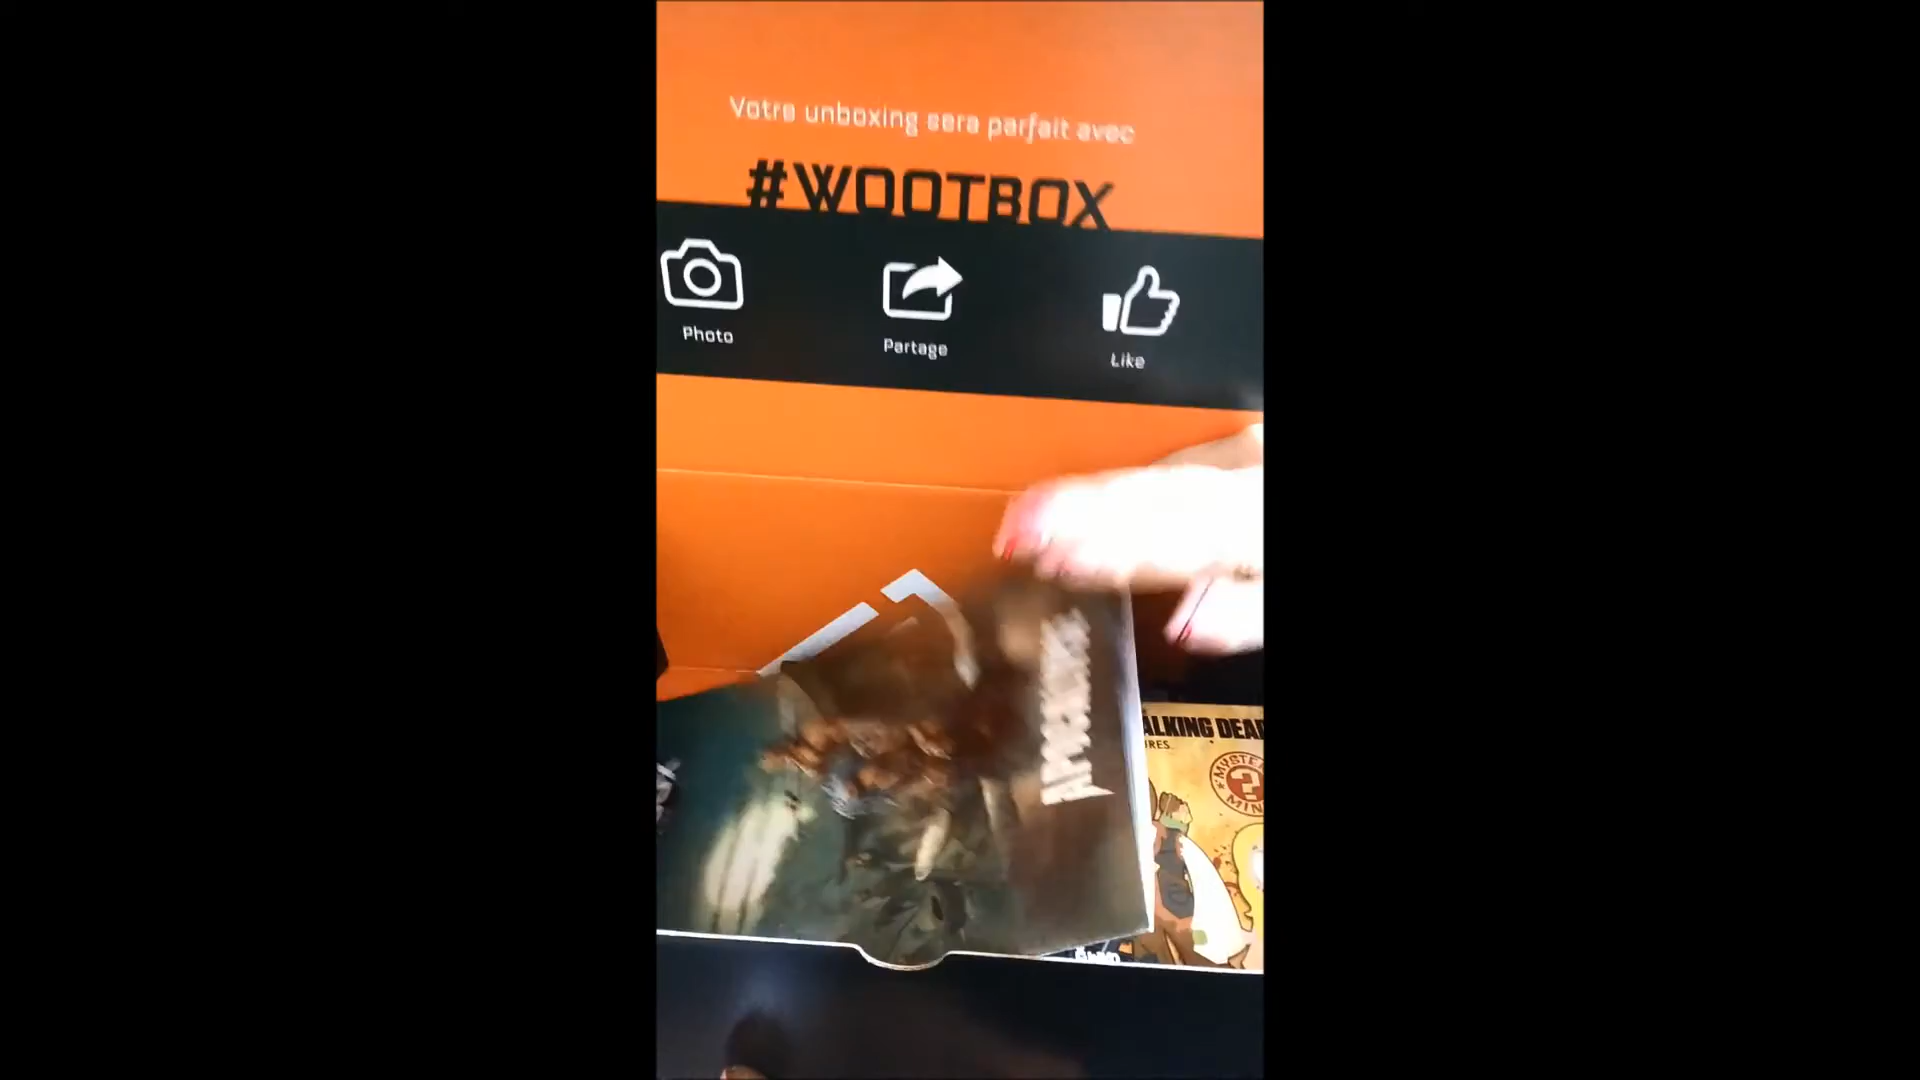 Votre unboxing sera parfait avec
#WOOTBOX
Photo
Partage
Like
ALKING DEAD